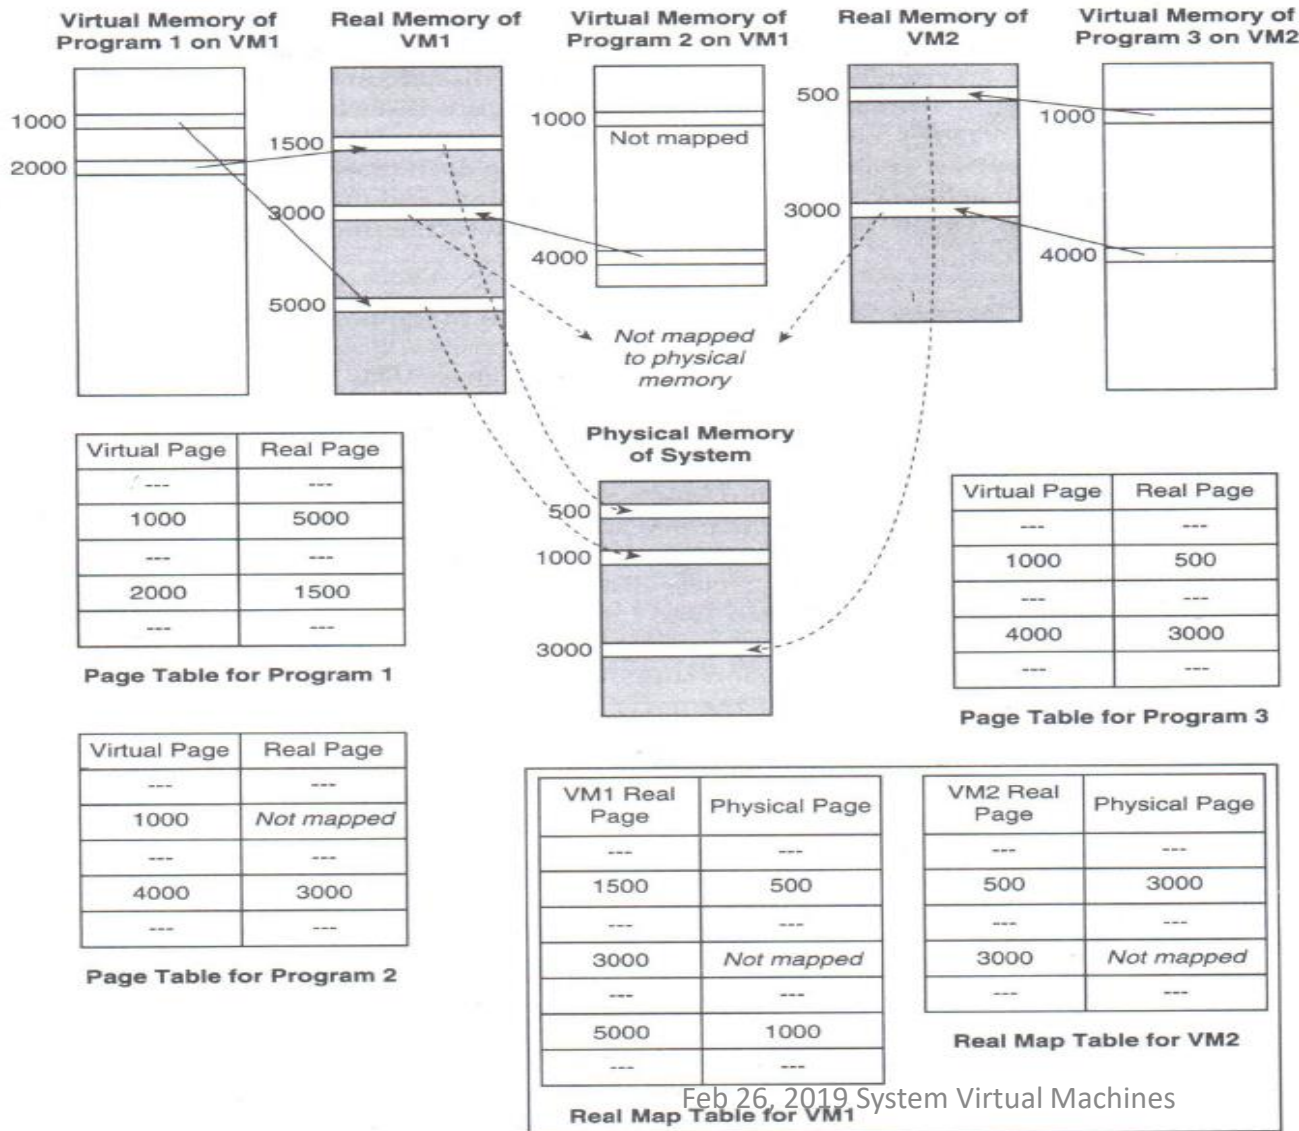 Virtual Memory of
Program 1 on VM1
Real Memory of
VM1
Virtual Memory of
Program 2 on VM1
Real Memory of
VM2
Virtual Memory of
Program 3 on VM2
1000
2000
1500
3000
5000
1000
Not mapped
4000
500
3000
1000
4000
Not mapped
to physical
memory
Physical Memory
of System
500
1000
3000
Virtual Page Real Page
--- ---
1000 5000
--- ---
2000 1500
--- ---
Page Table for Program 1
Virtual Page Real Page
--- ---
1000 500
--- ---
4000 3000
--- ---
Page Table for Program 3
Virtual Page Real Page
--- ---
1000 Not mapped
--- ---
4000 3000
--- ---
Page Table for Program 2
VM1 Real
Page
Physical Page
--- ---
1500 500
--- ---
3000 Not mapped
--- ---
5000 1000
--- ---
Real Map Table for VM1
VM2 Real
Page
Physical Page
--- ---
500 3000
--- ---
3000 Not mapped
--- ---
Real Map Table for VM2
Feb 26, 2019 System Virtual Machines